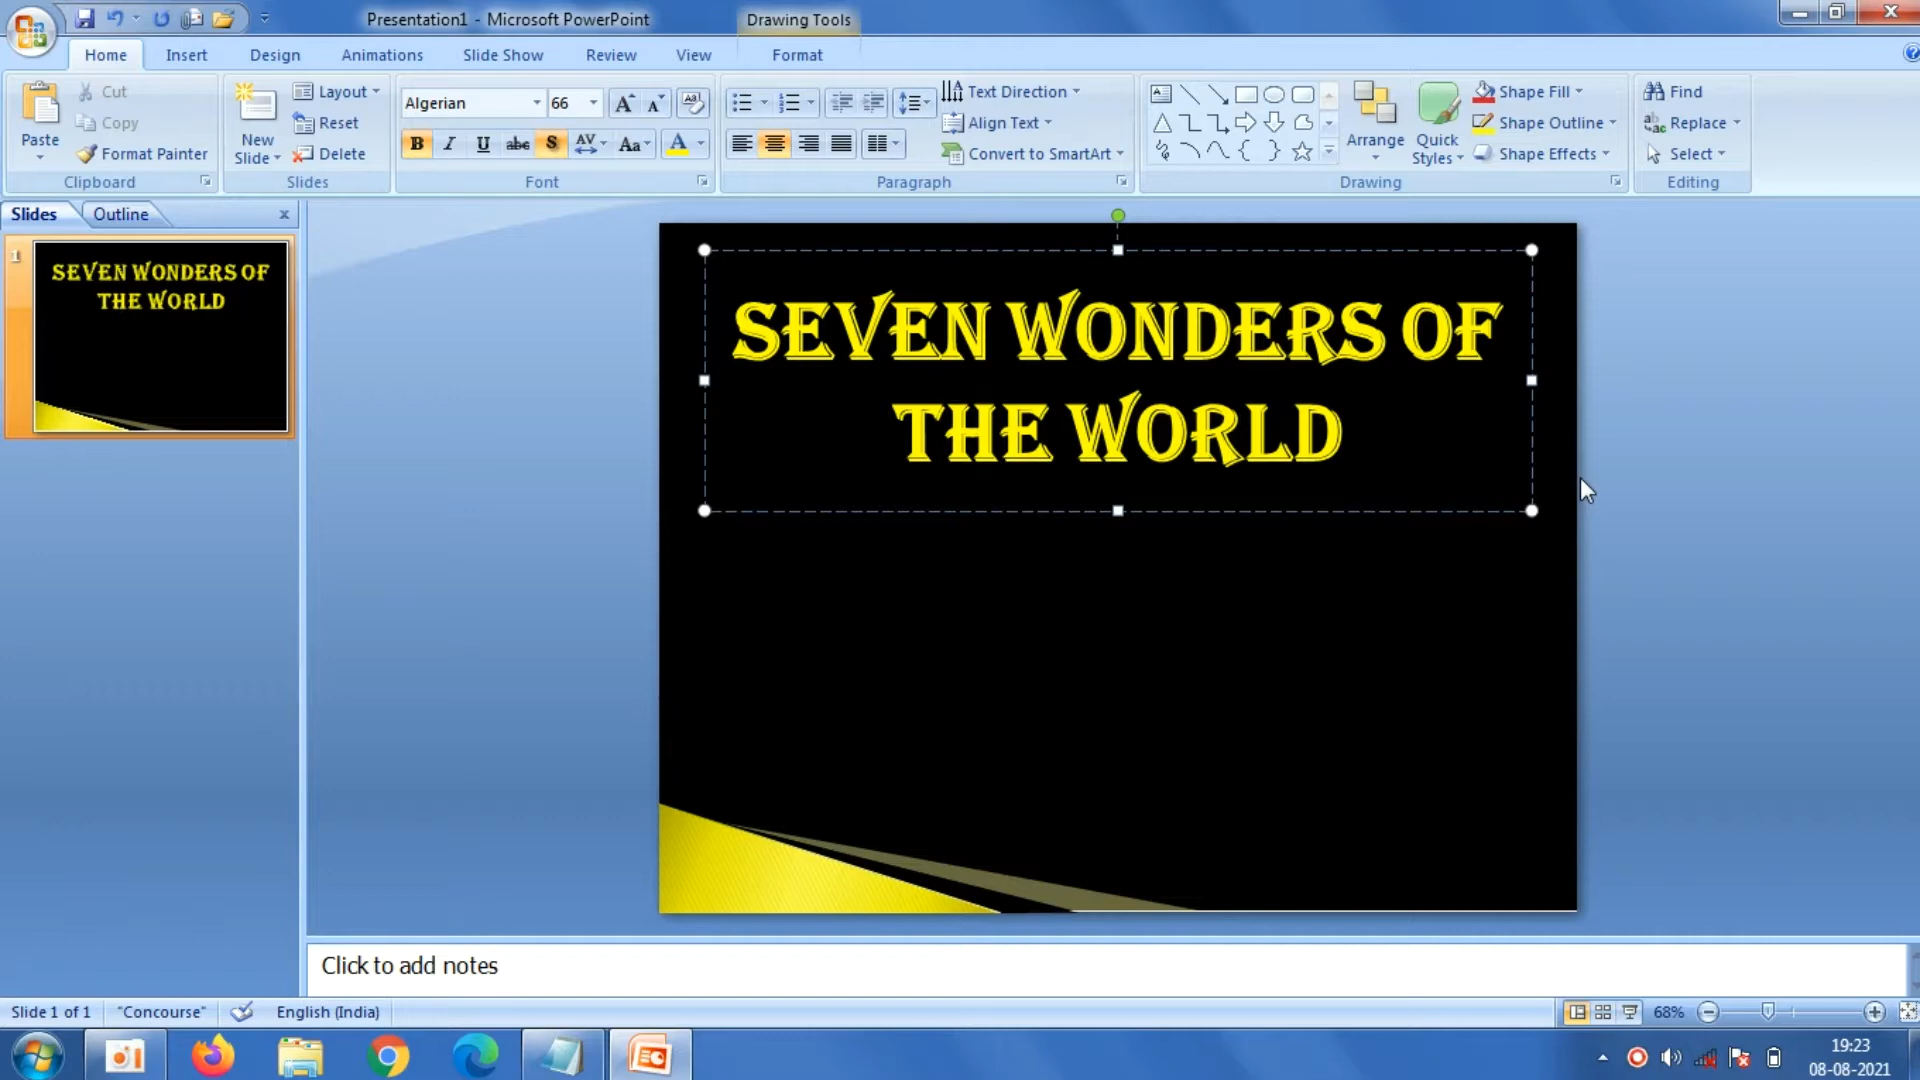 Presentation1 - Microsoft PowerPoint
Drawing Tools
Home
Insert
Design
Animations
Slide Show
Review
View
Format
Paste
Cut
Copy
Format Painter
Clipboard
New
Slide
Layout
Reset
Delete
Slides
Algerian
66
B I U abc S AV Aa A
Font
Text Direction
Align Text
Convert to SmartArt
Paragraph
Arrange
Quick
Styles
Shape Fill
Shape Outline
Shape Effects
Drawing
Find
Replace
Select
Editing
Slides
Outline
1
SEVEN WONDERS OF
THE WORLD
SEVEN WONDERS OF
THE WORLD
Click to add notes
Slide 1 of 1
"Concourse"
English (India)
68%
19:23
08-08-2021